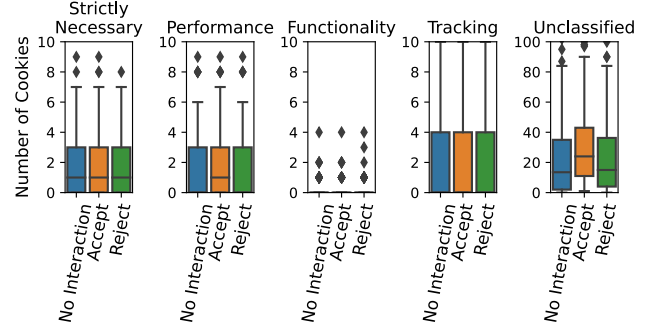 Strictly
Necessary
Performance
Functionality
Tracking
Unclassified
Number of Cookies
10
8
6
4
2
0
10
8
6
4
2
0
10
8
6
4
2
0
10
8
6
4
2
0
100
80
60
40
20
0
No Interaction
Accept
Reject
No Interaction
Accept
Reject
No Interaction
Accept
Reject
No Interaction
Accept
Reject
No Interaction
Accept
Reject